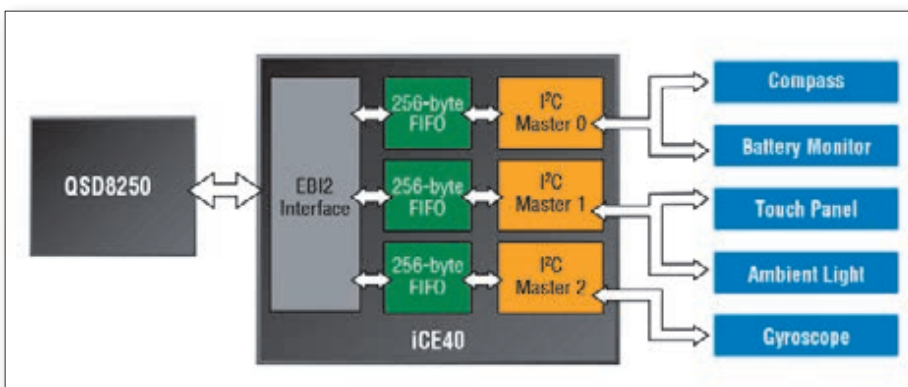 QSD8250
EBI2
Interface
256-byte
FIFO
I²C
Master 0
256-byte
FIFO
I²C
Master 1
256-byte
FIFO
I²C
Master 2
iCE40
Compass
Battery Monitor
Touch Panel
Ambient Light
Gyroscope